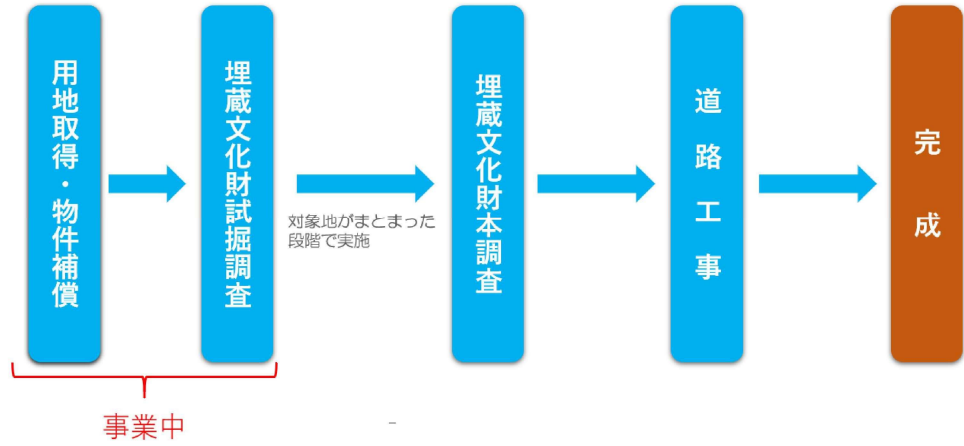 用地取得・物件補償
埋蔵文化財試掘調査
対象地がまとまった
段階で実施
埋蔵文化財本調査
道路工事
完成
事業中